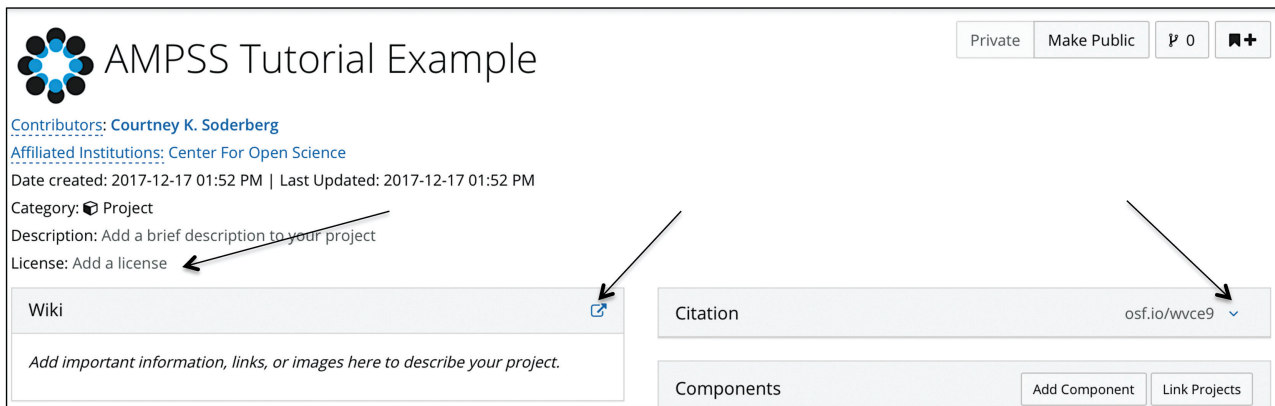 AMPSS Tutorial Example
Private Make Public 0
Contributors: Courtney K. Soderberg
Affiliated Institutions: Center For Open Science
Date created: 2017-12-17 01:52 PM | Last Updated: 2017-12-17 01:52 PM
Category: Project
Description: Add a brief description to your project
License: Add a license
Wiki
Add important information, links, or images here to describe your project.
Citation osf.io/wvce9
Components Add Component Link Projects